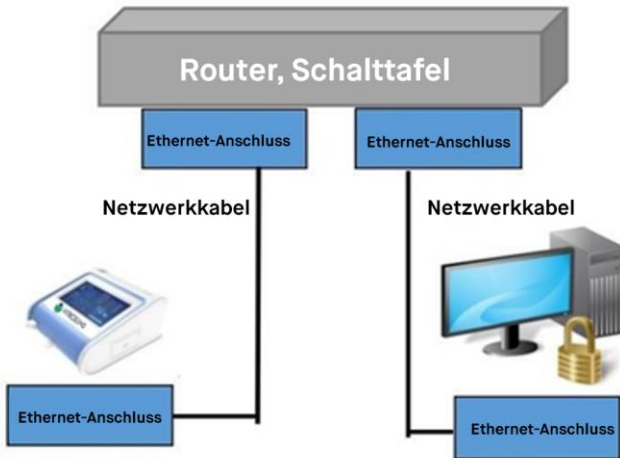 Router, Schalttafel
Ethernet-Anschluss
Ethernet-Anschluss
Netzwerkkabel
Netzwerkkabel
Ethernet-Anschluss
Ethernet-Anschluss